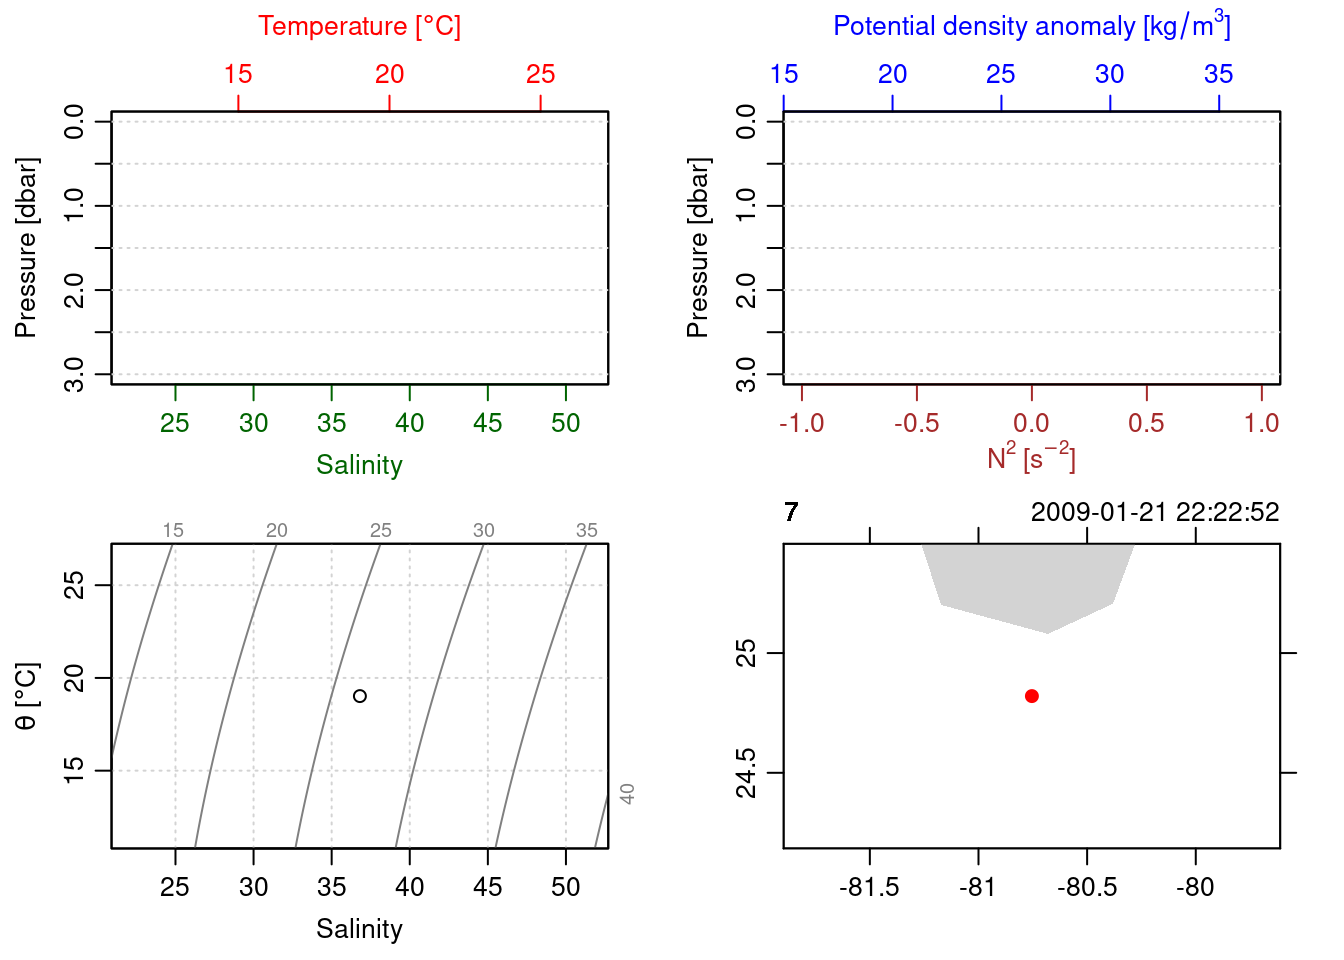 Temperature [°C]
15 20 25
Pressure [dbar]
0.0 1.0 2.0 3.0
25 30 35 40 45 50
Salinity
Potential density anomaly [kg/m³]
15 20 25 30 35
Pressure [dbar]
0.0 1.0 2.0 3.0
-1.0 -0.5 0.0 0.5 1.0
N² [s⁻²]
15 20 25 30 35
40
θ [°C]
25 20 15
25 30 35 40 45 50
Salinity
7 2009-01-21 22:22:52
25
24.5
-81.5 -81 -80.5 -80